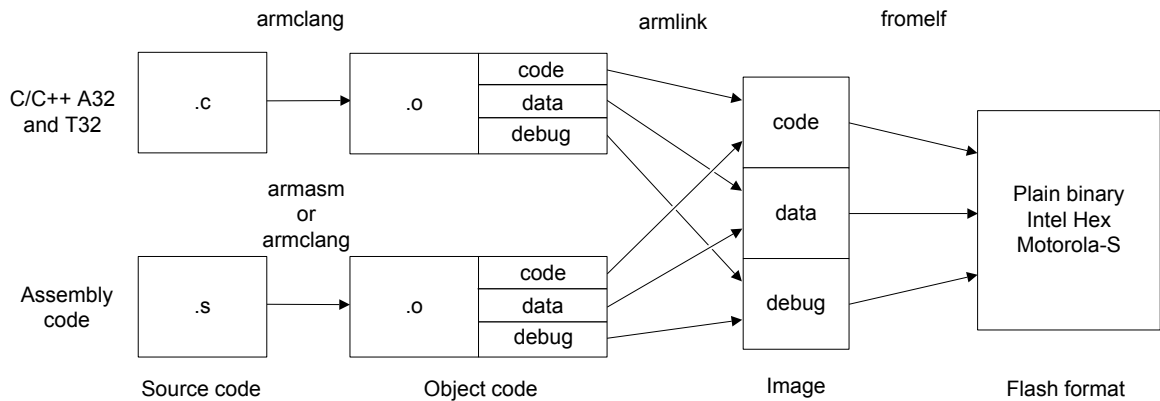 armclang
armlink
fromelf
C/C++ A32
and T32
.c
.o
code
data
debug
armasm
or
armclang
Assembly
code
.s
.o
code
data
debug
code
data
debug
Plain binary
Intel Hex
Motorola-S
Source code
Object code
Image
Flash format